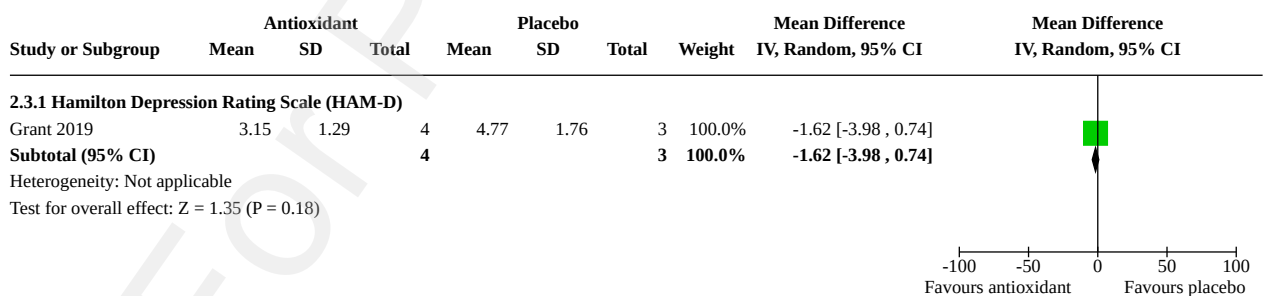 Antioxidant Placebo Mean Difference Mean Difference
Study or Subgroup Mean SD Total Mean SD Total Weight IV, Random, 95% CI IV, Random, 95% CI
2.3.1 Hamilton Depression Rating Scale (HAM-D)
Grant 2019 3.15 1.29 4 4.77 1.76 3 100.0% -1.62 [-3.98 , 0.74]
Subtotal (95% CI) 4 3 100.0% -1.62 [-3.98 , 0.74]
Heterogeneity: Not applicable
Test for overall effect: Z = 1.35 (P = 0.18)
-100 -50 0 50 100
Favours antioxidant Favours placebo
For P